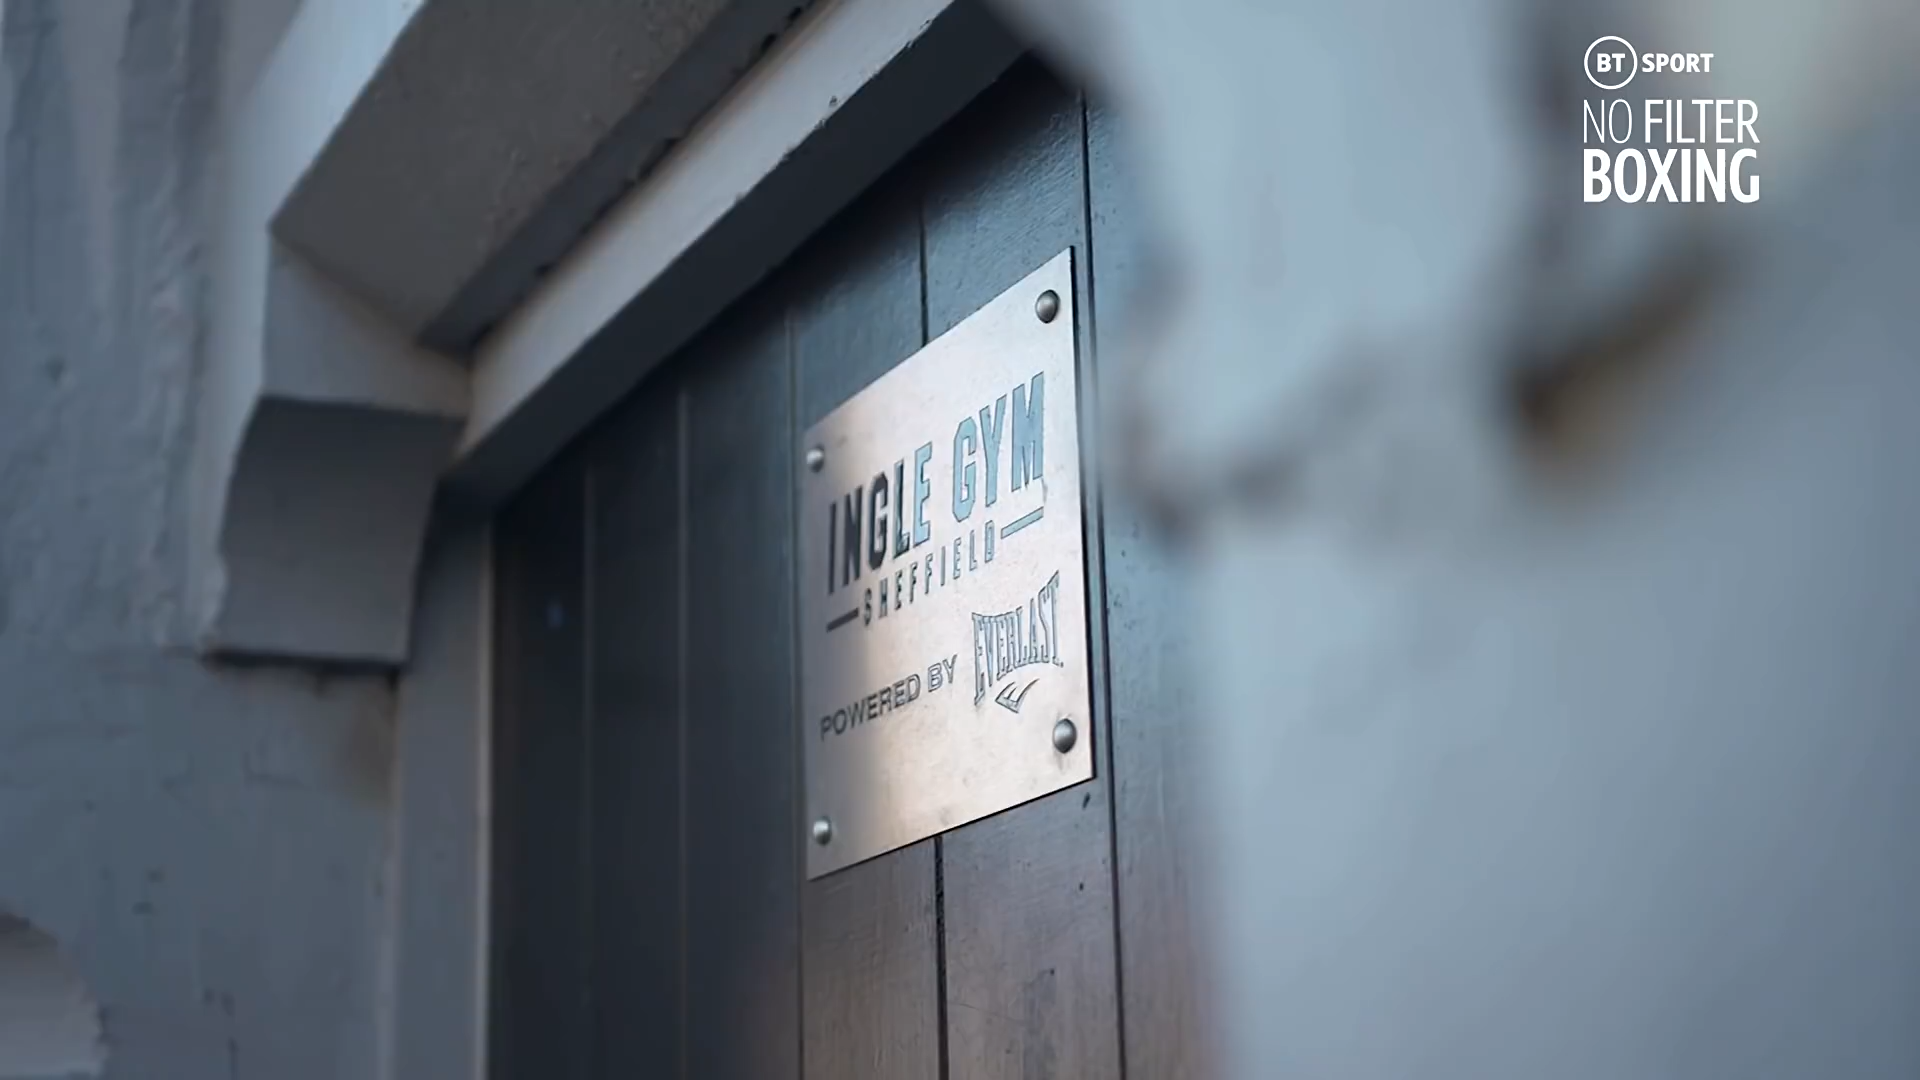 BT SPORT
NO FILTER
BOXING
INGLE GYM
SHEFFIELD
POWERED BY EVERLAST